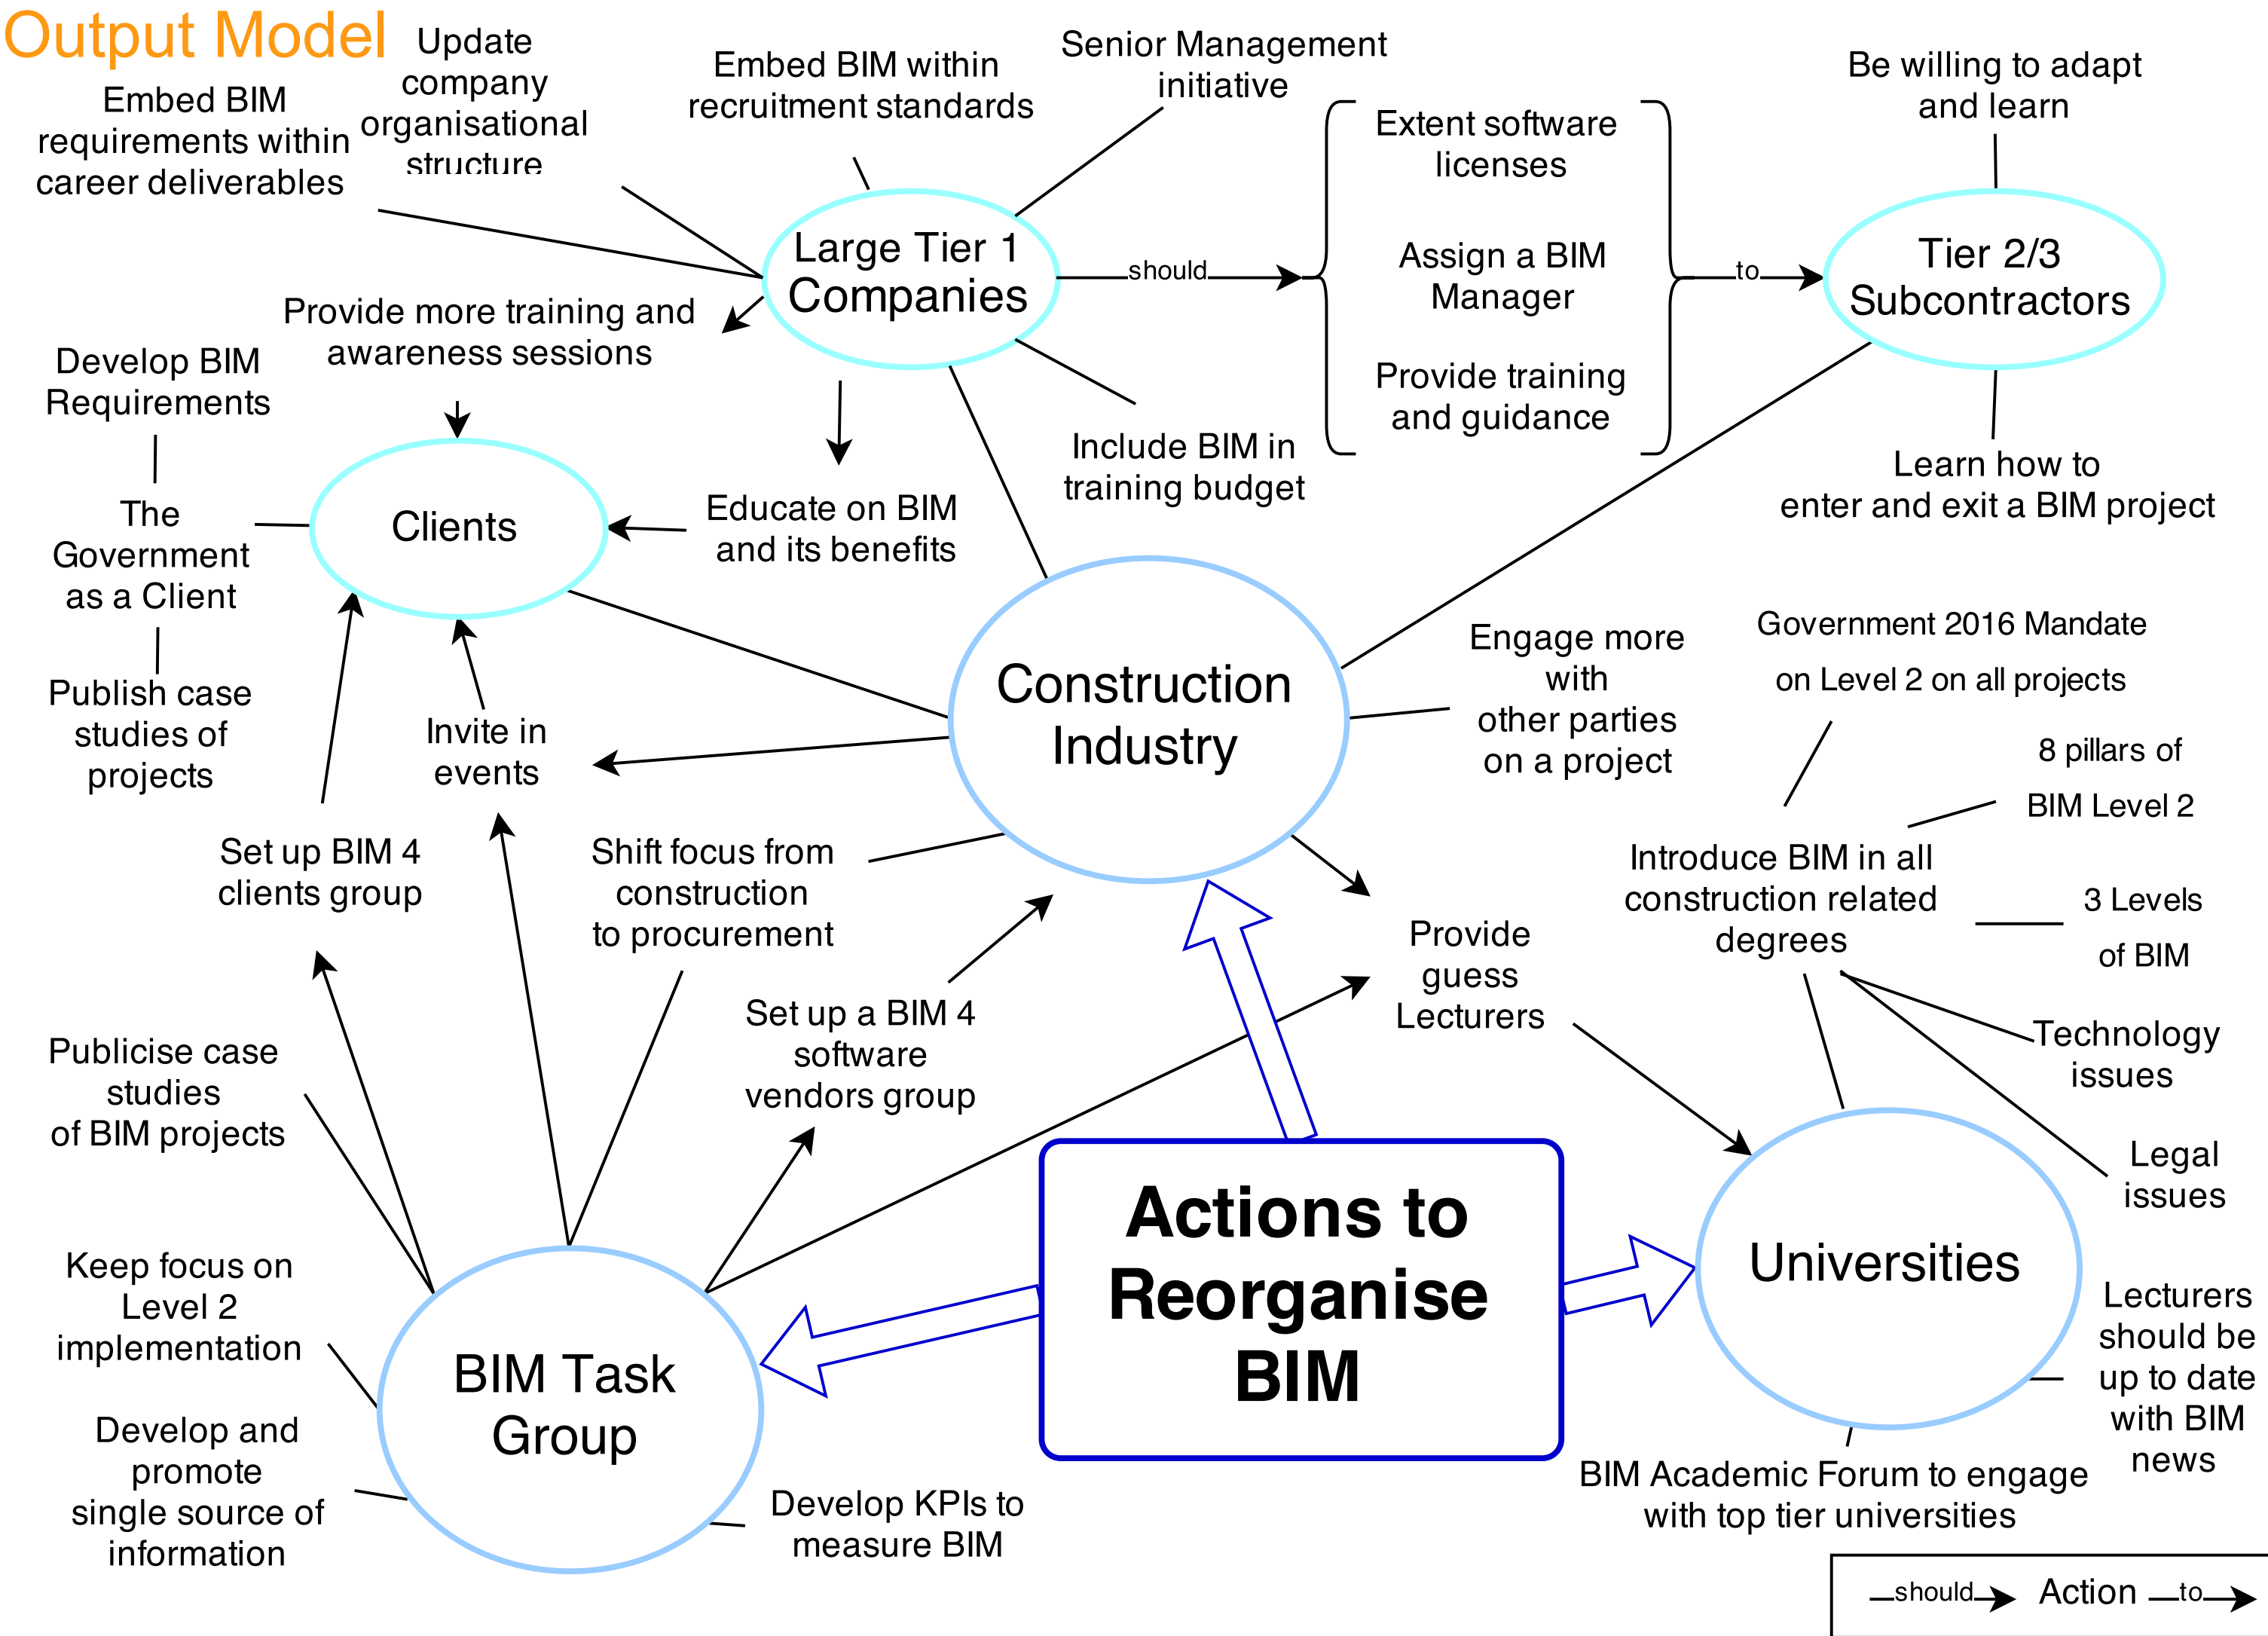 Output Model
Update
company
organisational
structure
Embed BIM
requirements within
career deliverables
Embed BIM within
recruitment standards
Senior Management
initiative
Be willing to adapt
and learn
Extent software
licenses
Assign a BIM
Manager
Provide training
and guidance
Large Tier 1
Companies
should
to
Tier 2/3
Subcontractors
Provide more training and
awareness sessions
Develop BIM
Requirements
The
Government
as a Client
Publish case
studies of
projects
Clients
Educate on BIM
and its benefits
Include BIM in
training budget
Learn how to
enter and exit a BIM project
Construction
Industry
Engage more
with
other parties
on a project
Government 2016 Mandate
on Level 2 on all projects
8 pillars of
BIM Level 2
Invite in
events
Set up BIM 4
clients group
Shift focus from
construction
to procurement
Introduce BIM in all
construction related
degrees
3 Levels
of BIM
Provide
guess
Lecturers
Set up a BIM 4
software
vendors group
Technology
issues
Publicise case
studies
of BIM projects
Legal
issues
Actions to
Reorganise
BIM
Universities
Keep focus on
Level 2
implementation
BIM Task
Group
Lecturers
should be
up to date
with BIM
news
Develop and
promote
single source of
information
Develop KPIs to
measure BIM
BIM Academic Forum to engage
with top tier universities
should Action to